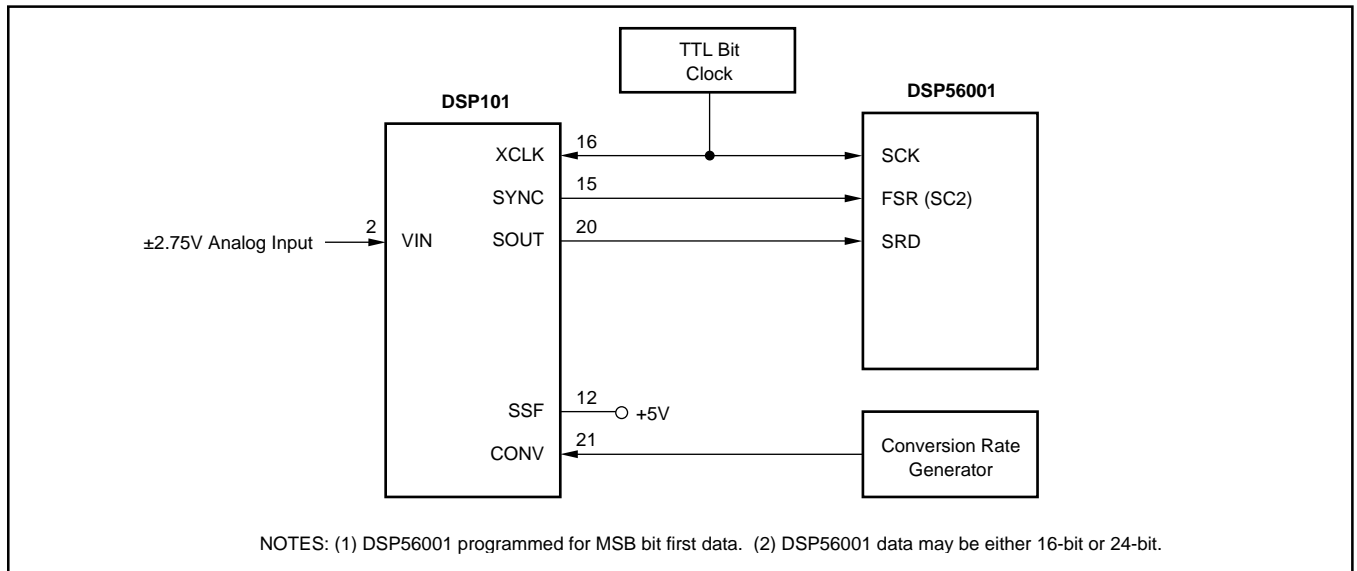 TTL Bit
Clock
DSP101
DSP56001
XCLK
16
SCK
SYNC
15
FSR (SC2)
±2.75V Analog Input
2
VIN
SOUT
20
SRD
SSF
12
+5V
CONV
21
Conversion Rate
Generator
NOTES: (1) DSP56001 programmed for MSB bit first data. (2) DSP56001 data may be either 16-bit or 24-bit.